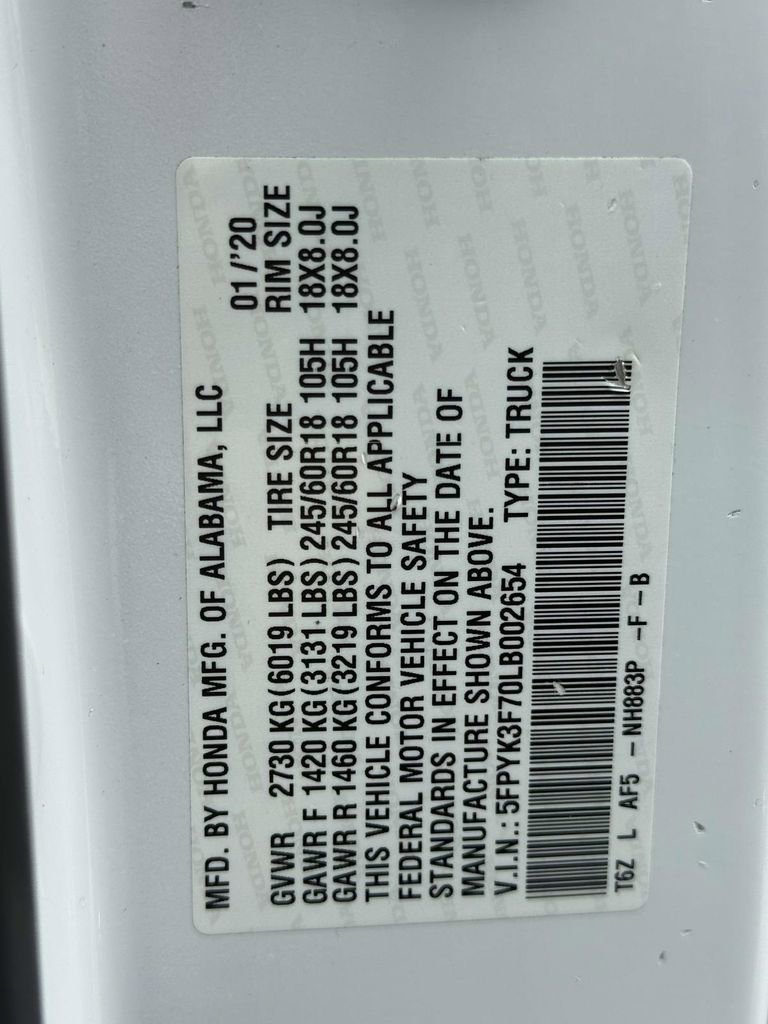 MFD. BY HONDA MFG. OF ALABAMA, LLC
01/'20
GVWR 2730 KG(6019 LBS) TIRE SIZE RIM SIZE
GAWR F 1420 KG(3131 LBS) 245/60R18 105H 18X8.0J
GAWR R 1460 KG(3219 LBS) 245/60R18 105H 18X8.0J
THIS VEHICLE CONFORMS TO ALL APPLICABLE
FEDERAL MOTOR VEHICLE SAFETY
STANDARDS IN EFFECT ON THE DATE OF
MANUFACTURE SHOWN ABOVE.
V.I.N.: 5FPYK3F70LB002654 TYPE: TRUCK
T6Z L AF5 -NH883P -F-B